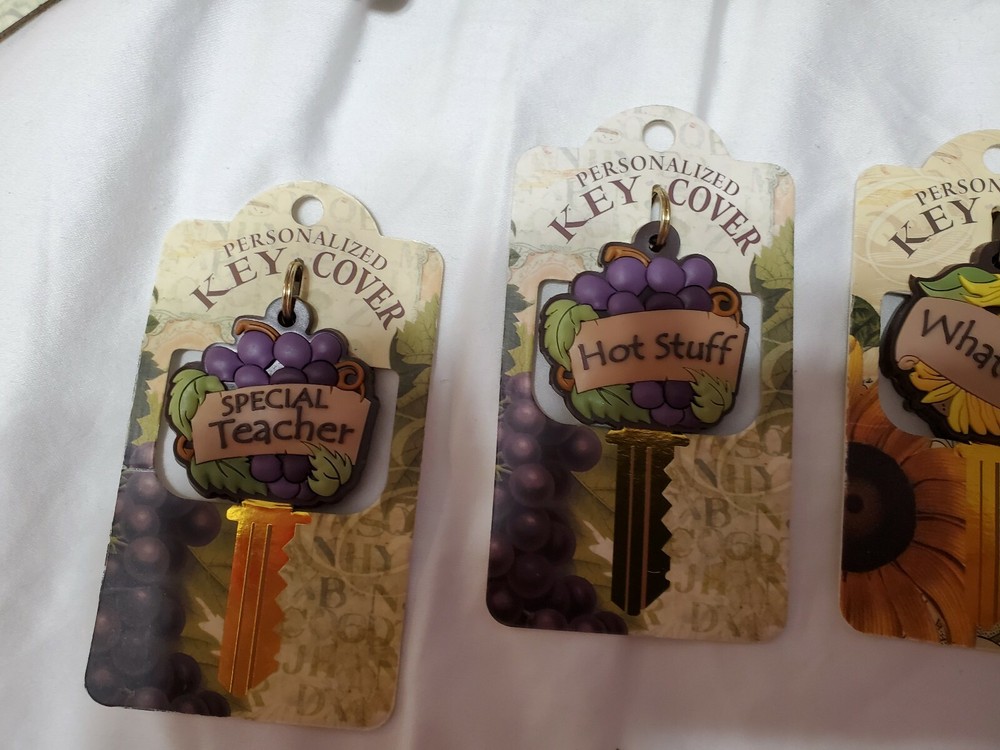 PERSONALIZED
KEY COVER
SPECIAL
Teacher
PERSONALIZED
KEY COVER
Hot Stuff
PERSON
KEY
What